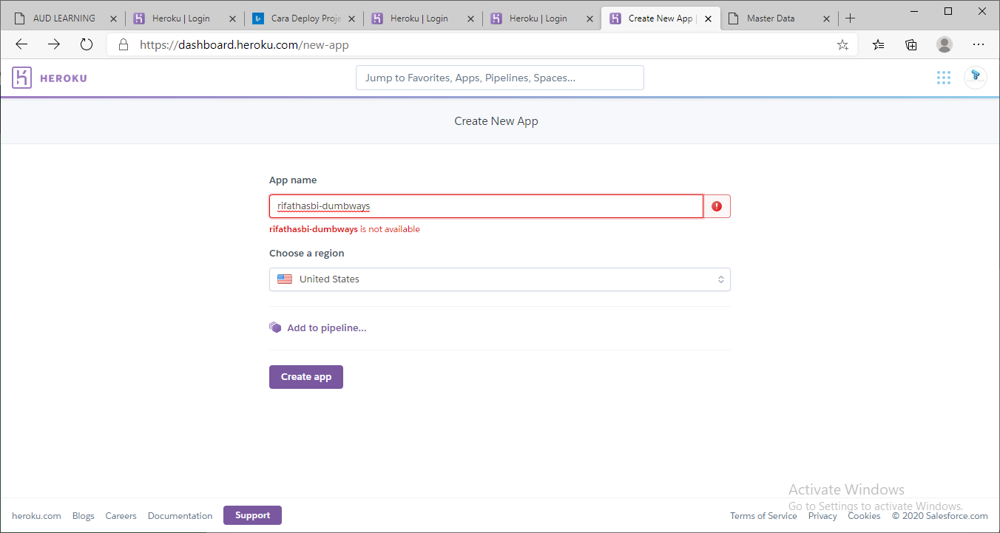 AUD LEARNING
Heroku | Login
Cara Deploy Proje
Heroku | Login
Heroku | Login
Create New App |
Master Data
https://dashboard.heroku.com/new-app
HEROKU
Jump to Favorites, Apps, Pipelines, Spaces...
Create New App
App name
rifathasbi-dumbways
rifathasbi-dumbways is not available
Choose a region
United States
Add to pipeline...
Create app
Activate Windows
Go to Settings to activate Windows.
heroku.com Blogs Careers Documentation Support
Terms of Service Privacy Cookies © 2020 Salesforce.com